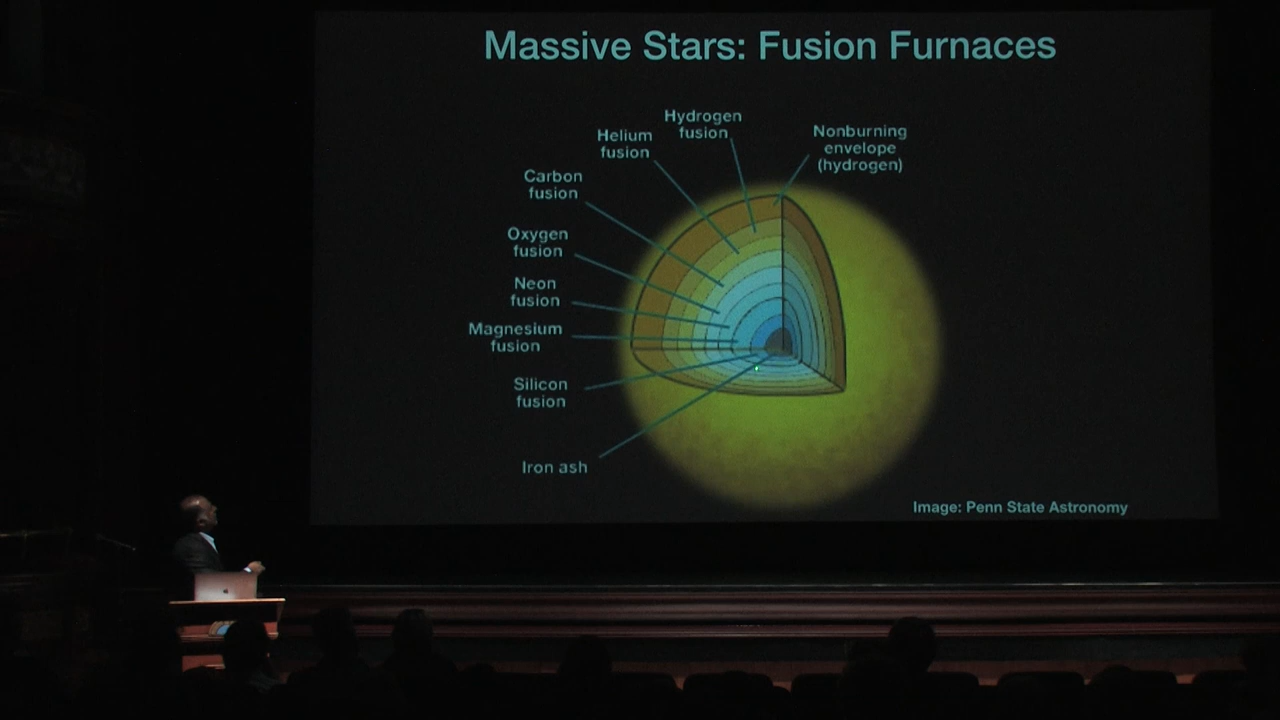 Massive Stars: Fusion Furnaces
Hydrogen
fusion
Nonburning
envelope
(hydrogen)
Helium
fusion
Carbon
fusion
Oxygen
fusion
Neon
fusion
Magnesium
fusion
Silicon
fusion
Iron ash
Image: Penn State Astronomy